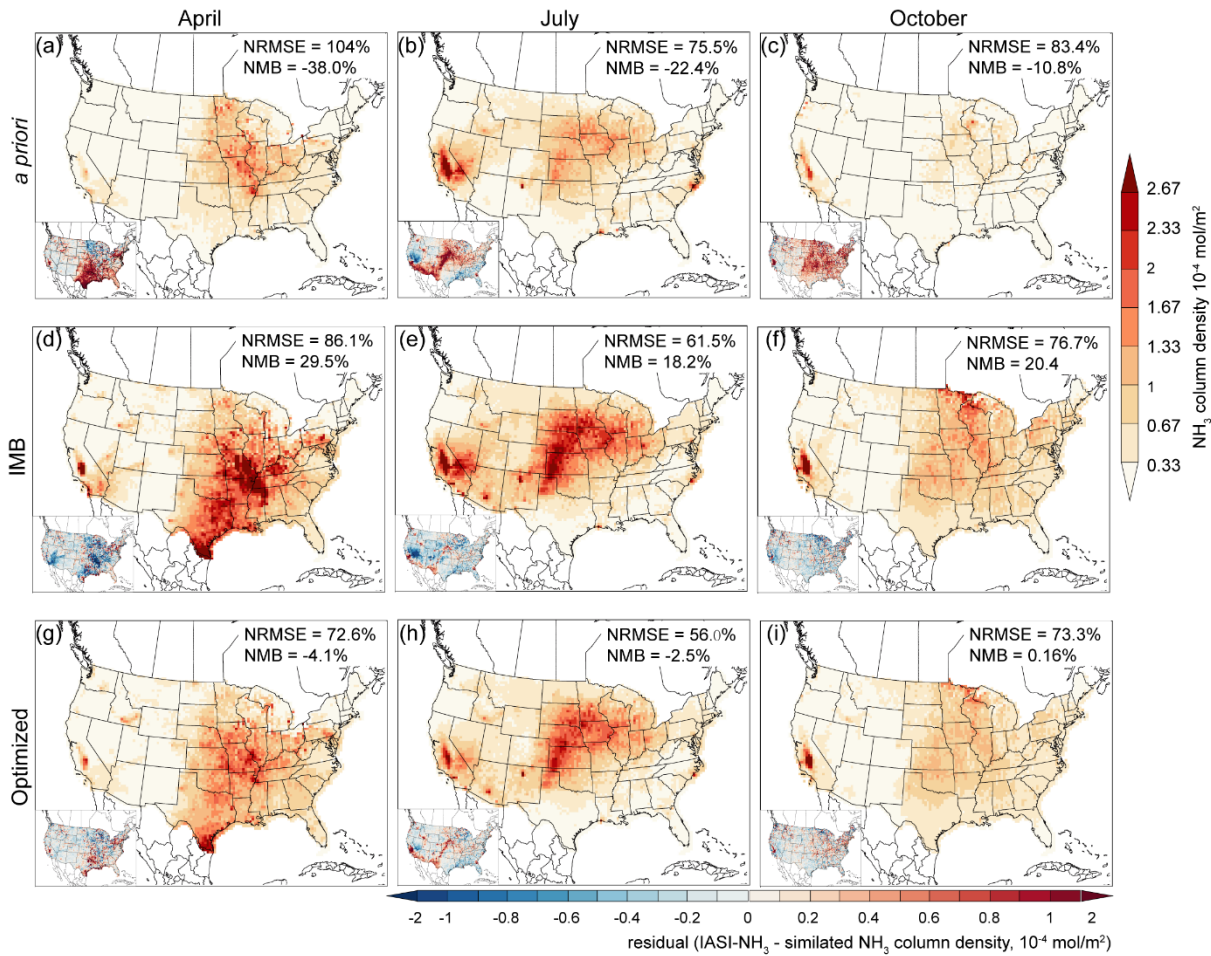 April
July
October
a priori
(a)
NRMSE = 104%
NMB = -38.0%
(b)
NRMSE = 75.5%
NMB = -22.4%
(c)
NRMSE = 83.4%
NMB = -10.8%
IMB
(d)
NRMSE = 86.1%
NMB = 29.5%
(e)
NRMSE = 61.5%
NMB = 18.2%
(f)
NRMSE = 76.7%
NMB = 20.4
Optimized
(g)
NRMSE = 72.6%
NMB = -4.1%
(h)
NRMSE = 56.0%
NMB = -2.5%
(i)
NRMSE = 73.3%
NMB = 0.16%
2.67
2.33
2
1.67
1.33
1
0.67
0.33
NH₃ column density 10⁻⁴ mol/m²
-2 -1 -0.8 -0.6 -0.4 -0.2 0 0.2 0.4 0.6 0.8 1 2
residual (IASI-NH₃ - similated NH₃ column density, 10⁻⁴ mol/m²)